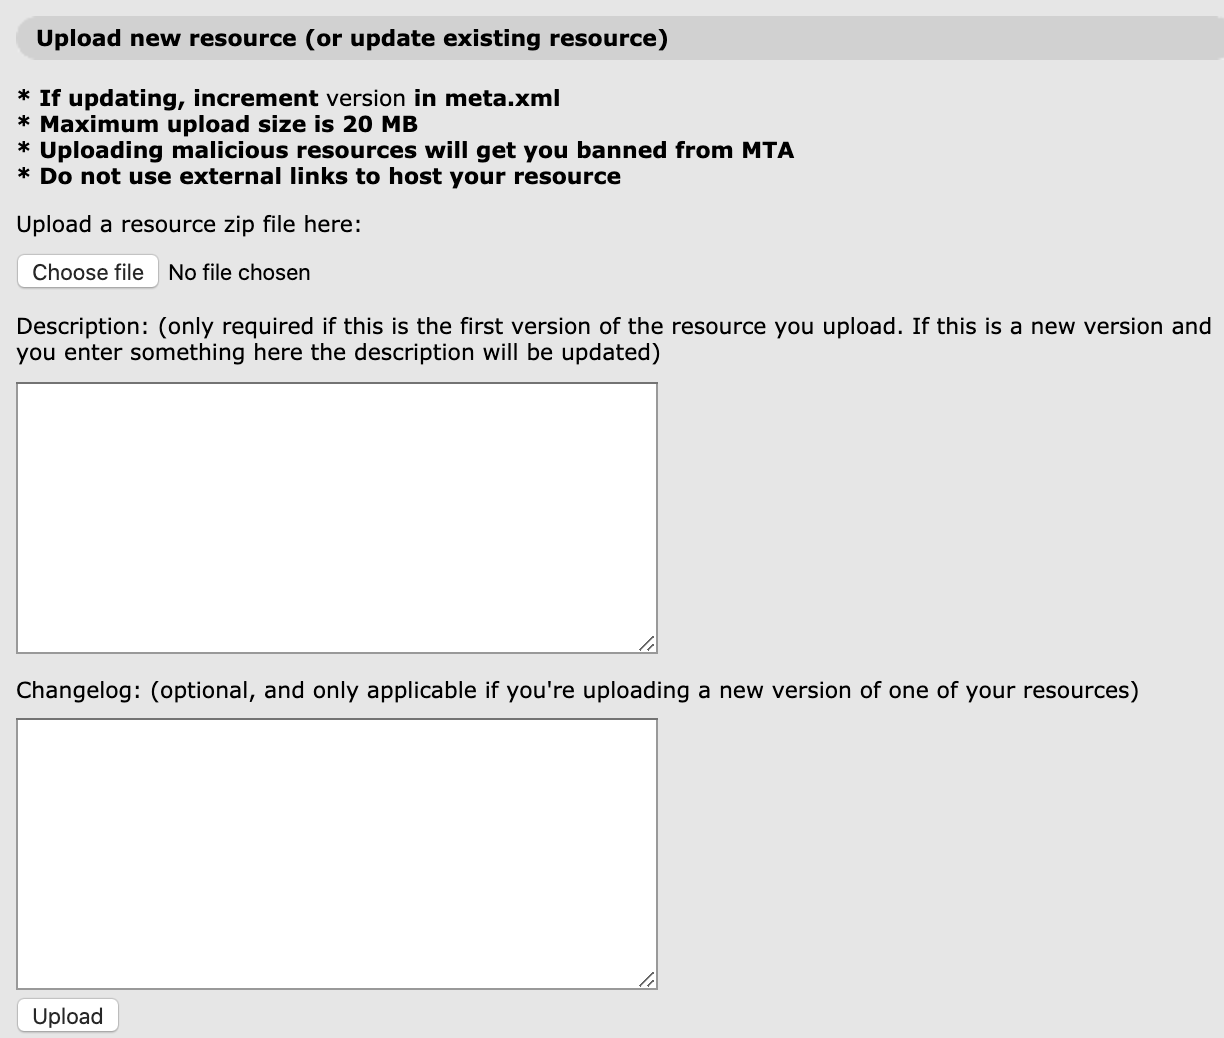 Upload new resource (or update existing resource)
* If updating, increment version in meta.xml
* Maximum upload size is 20 MB
* Uploading malicious resources will get you banned from MTA
* Do not use external links to host your resource
Upload a resource zip file here:
Choose file No file chosen
Description: (only required if this is the first version of the resource you upload. If this is a new version and
you enter something here the description will be updated)
Changelog: (optional, and only applicable if you're uploading a new version of one of your resources)
Upload